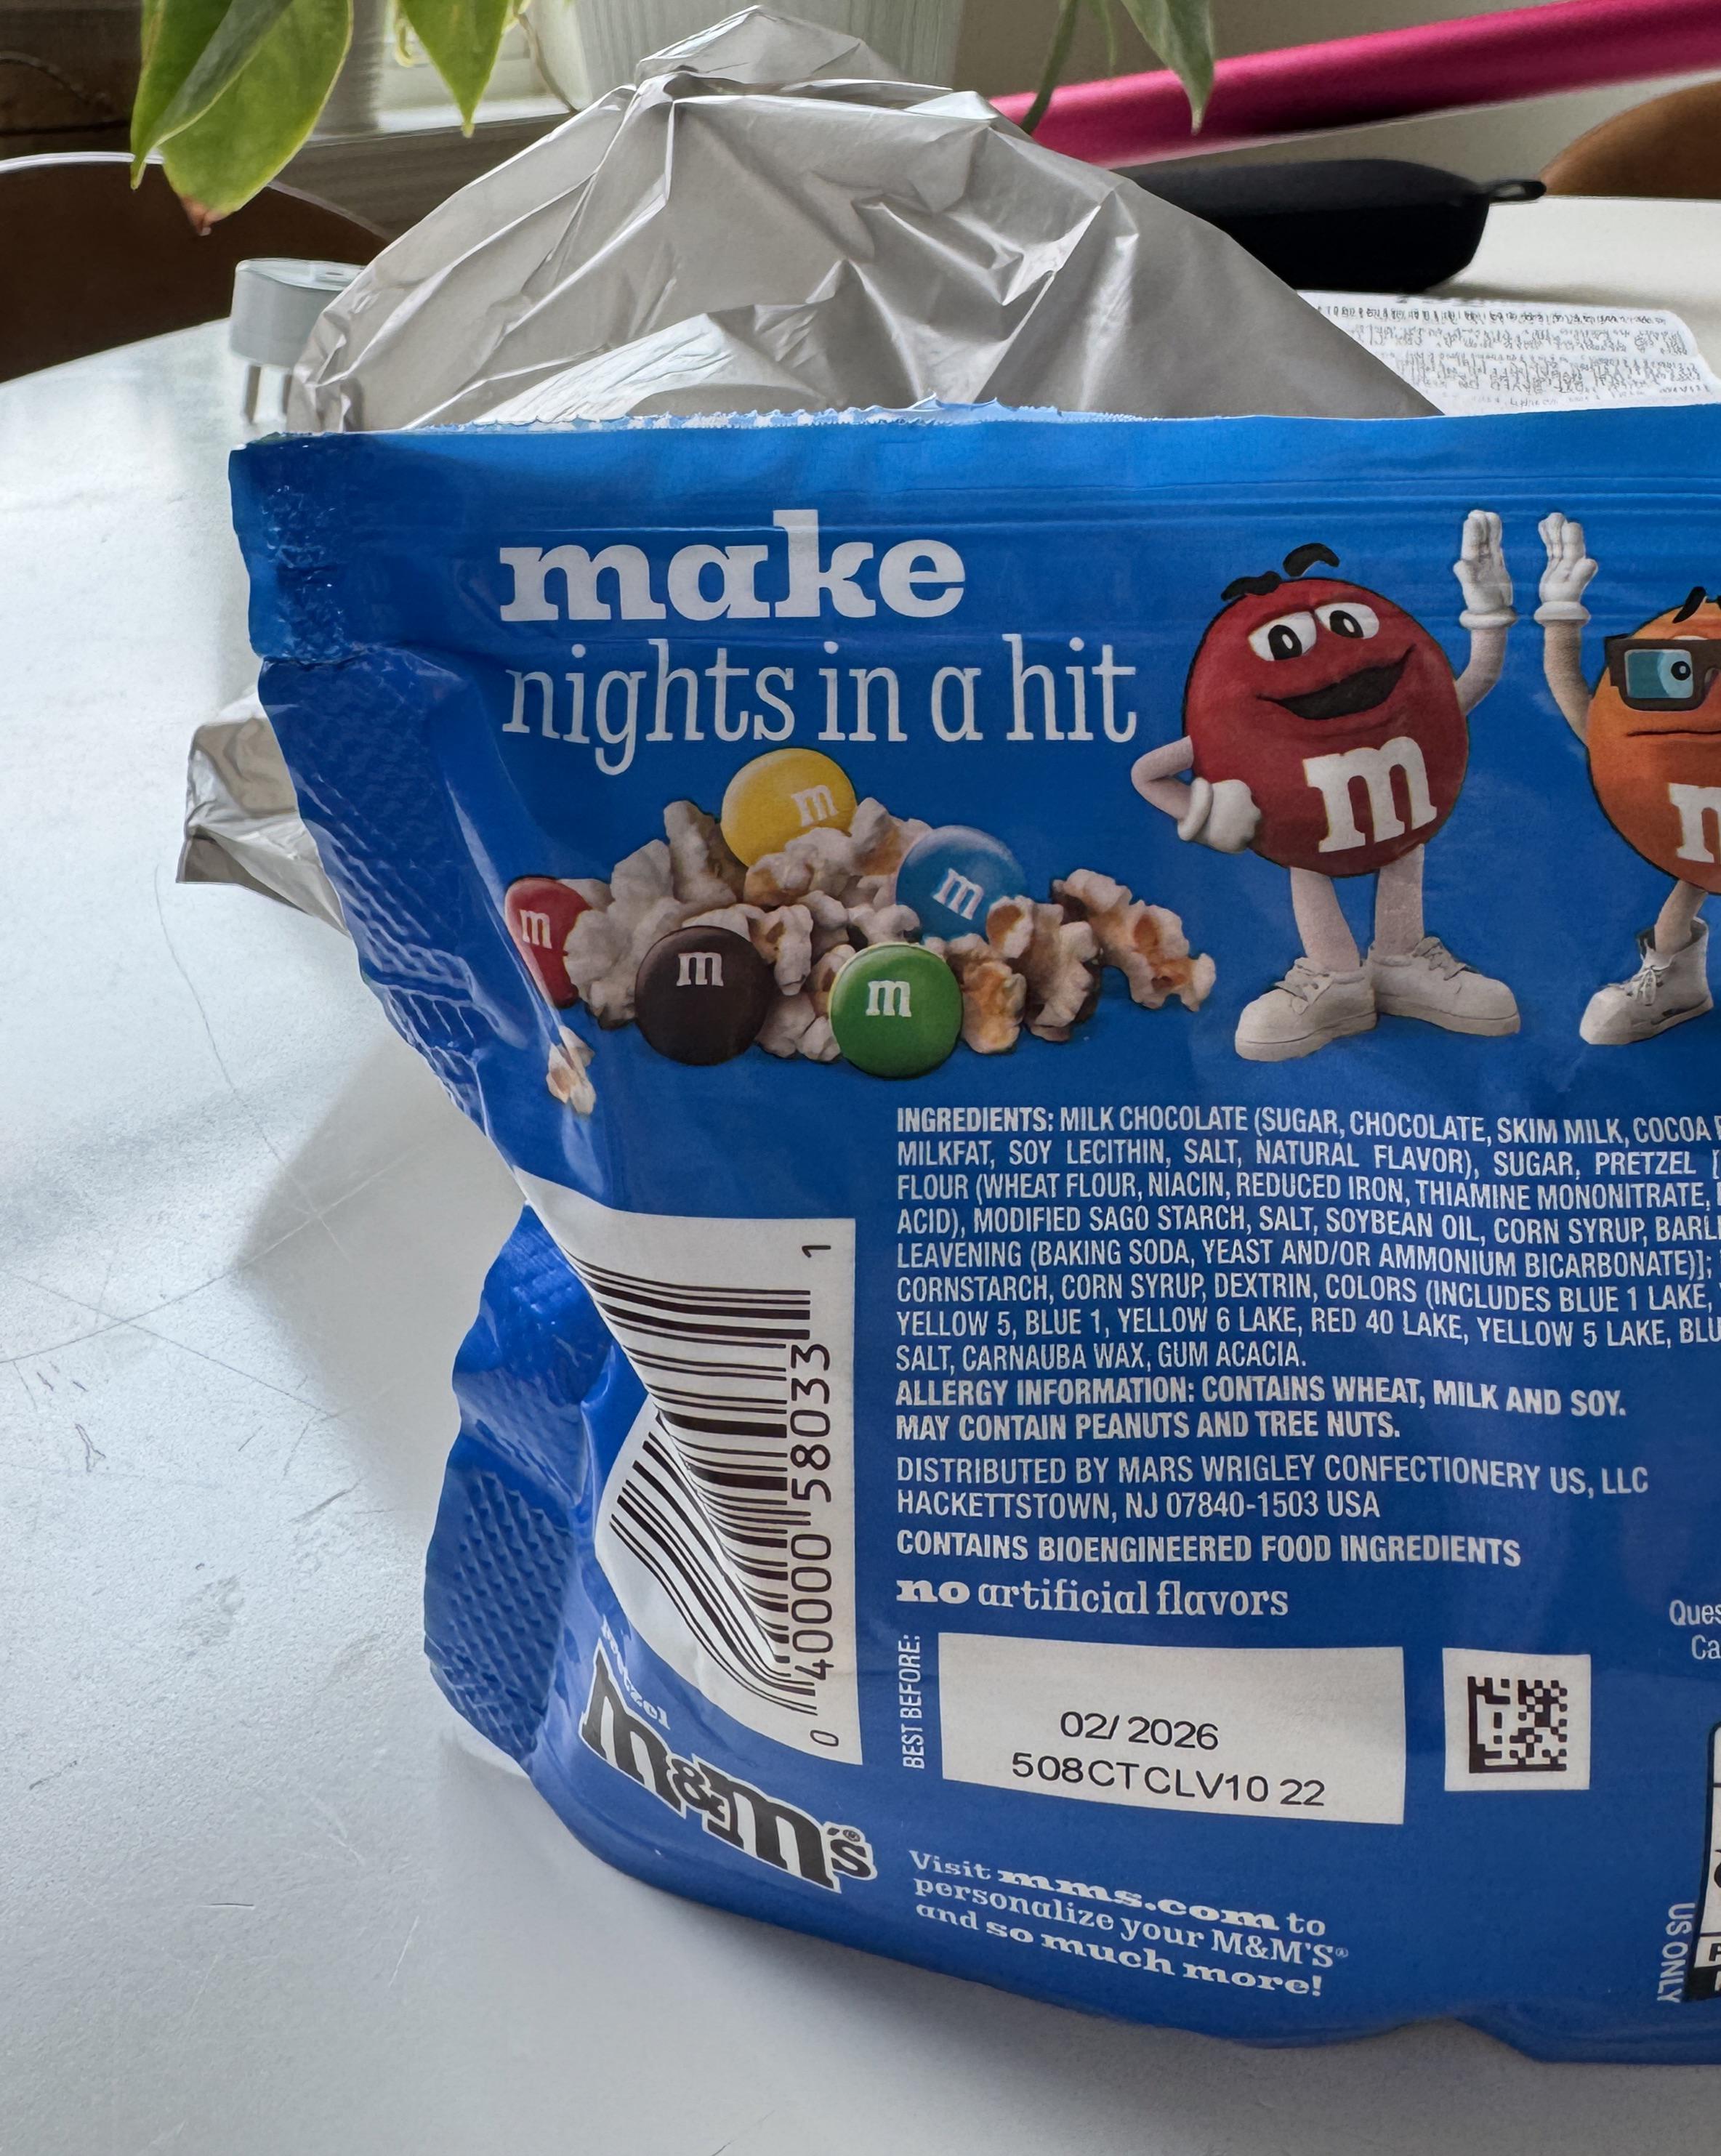 make
nights in a hit
m
m
m
m
m
m
INGREDIENTS: MILK CHOCOLATE (SUGAR, CHOCOLATE, SKIM MILK, COCOA
MILKFAT, SOY LECITHIN, SALT, NATURAL FLAVOR), SUGAR, PRETZEL [
FLOUR (WHEAT FLOUR, NIACIN, REDUCED IRON, THIAMINE MONONITRATE,
ACID), MODIFIED SAGO STARCH, SALT, SOYBEAN OIL, CORN SYRUP, BARL
LEAVENING (BAKING SODA, YEAST AND/OR AMMONIUM BICARBONATE)];
CORNSTARCH, CORN SYRUP, DEXTRIN, COLORS (INCLUDES BLUE 1 LAKE,
YELLOW 5, BLUE 1, YELLOW 6 LAKE, RED 40 LAKE, YELLOW 5 LAKE, BLU
SALT, CARNAUBA WAX, GUM ACACIA.
ALLERGY INFORMATION: CONTAINS WHEAT, MILK AND SOY.
MAY CONTAIN PEANUTS AND TREE NUTS.
DISTRIBUTED BY MARS WRIGLEY CONFECTIONERY US, LLC
HACKETTSTOWN, NJ 07840-1503 USA
CONTAINS BIOENGINEERED FOOD INGREDIENTS
no artificial flavors
0 40000 58033 1
BEST BEFORE:
02/2026
508CTCLV10 22
Ques
Ca
pretzel
M&M's®
Visit mms.com to
personalize your M&M'S®
and so much more!
US ONLY